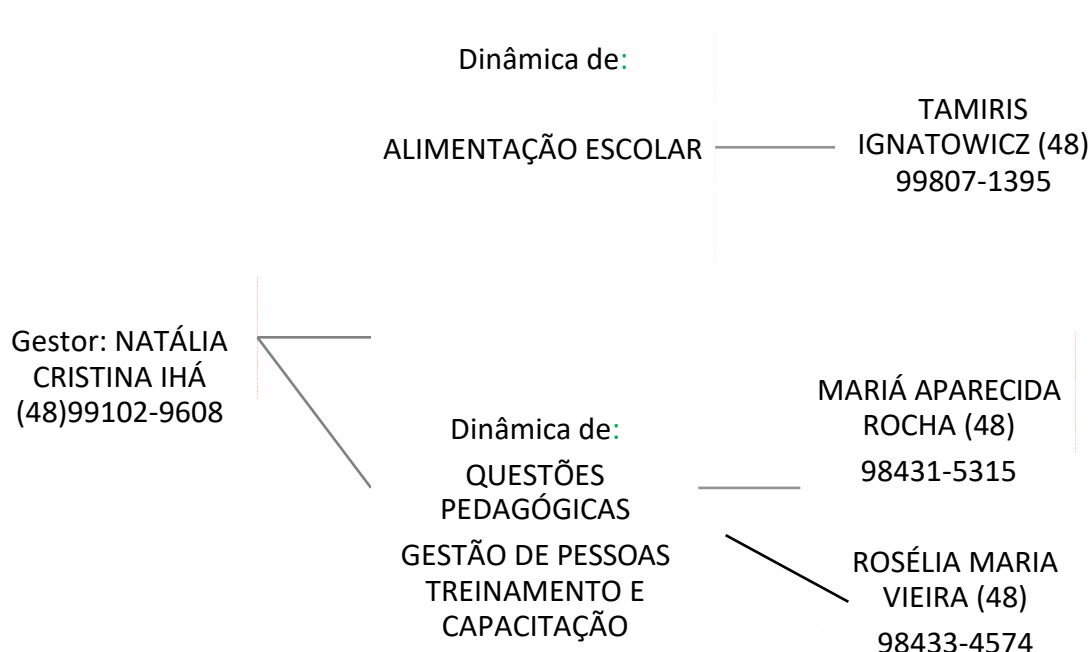 Dinâmica de:
ALIMENTAÇÃO ESCOLAR
TAMIRIS
IGNATOWICZ (48)
99807-1395
Gestor: NATÁLIA
CRISTINA IHÁ
(48)99102-9608
Dinâmica de:
QUESTÕES
PEDAGÓGICAS
GESTÃO DE PESSOAS
TREINAMENTO E
CAPACITAÇÃO
MARIÁ APARECIDA
ROCHA (48)
98431-5315
ROSÉLIA MARIA
VIEIRA (48)
98433-4574